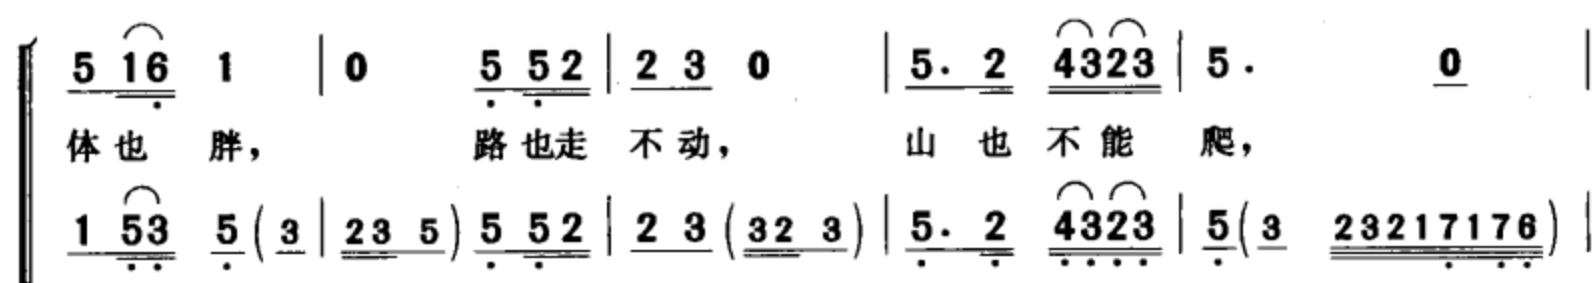 5 16 1 | 0 5 52 | 2 3 0 | 5. 2 4323 | 5. 0 |
体也 胖, 路也走 不动, 山 也 不能 爬,
1 53 5 (3 | 23 5) 5 52 | 2 3 (32 3) | 5. 2 4323 | 5 (3 23217176) |